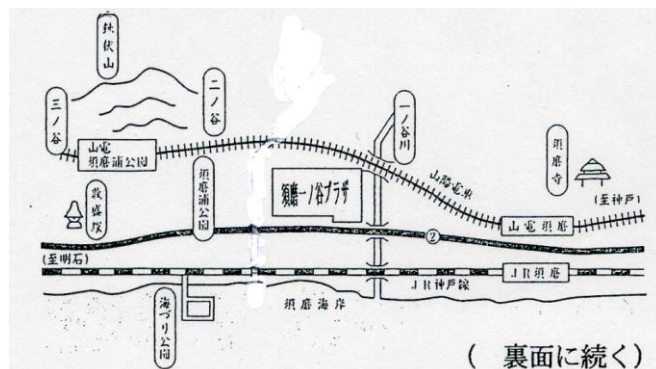 鉄伏山
三ノ谷
二ノ谷
一ノ谷川
須磨寺
山電
須磨浦公園
敦盛塚
須磨浦公園
須磨一ノ谷プラザ
山陽電車
(至神戸)
山電須磨
②
(至明石)
JR須磨
JR神戸線
海づり公園
須磨海岸
( 裏面に続く)